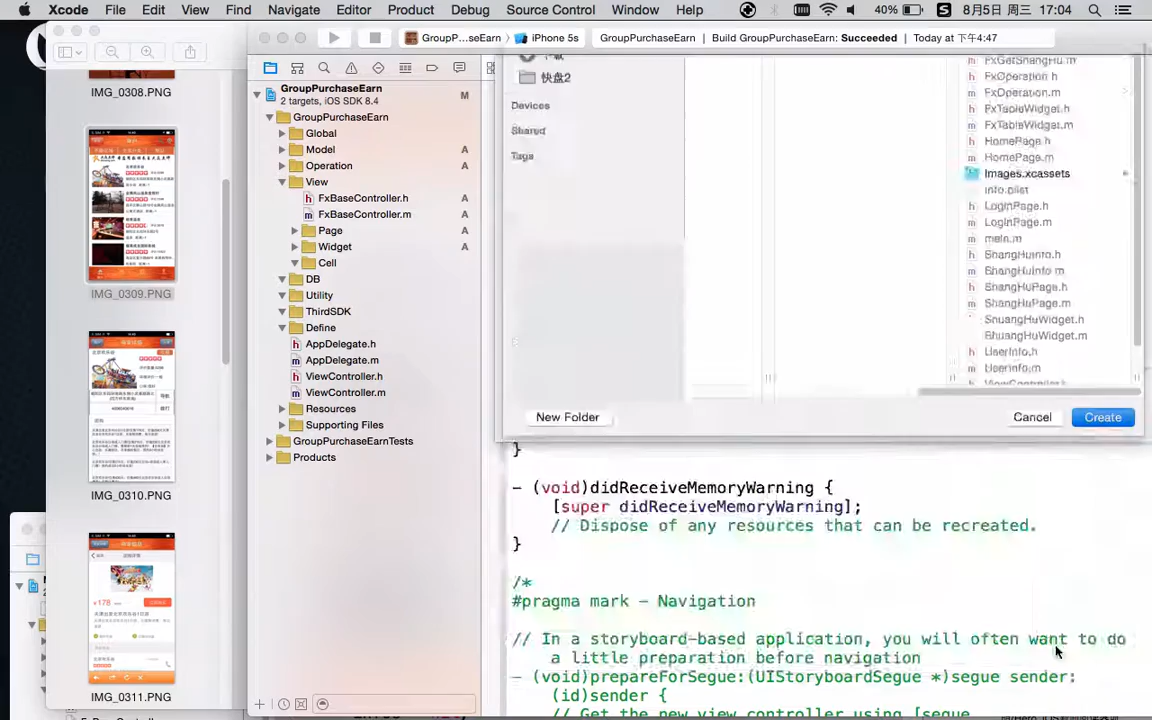 Xcode File Edit View Find Navigate Editor Product Debug Source Control Window Help 40% 8月5日 周三 17:04
GroupP...seEarn iPhone 5s GroupPurchaseEarn Build GroupPurchaseEarn: Succeeded Today at 下午4:47
IMG_0308.PNG
IMG_0309.PNG
IMG_0310.PNG
IMG_0311.PNG
GroupPurchaseEarn M
2 targets, iOS SDK 8.4
GroupPurchaseEarn
Global
Model A
Operation A
View
FxBaseController.h A
FxBaseController.m A
Page A
Widget A
Cell
DB
Utility
ThirdSDK
Define
AppDelegate.h
AppDelegate.m
ViewController.h
ViewController.m
Resources
Supporting Files
GroupPurchaseEarnTests
Products
快盘2
Devices
Shared
Tags
FxOperation.h
FxOperation.m
FxTableWidget.h
FxTableWidget.m
HomePage.h
HomePage.m
Images.xcassets
LoginPage.h
LoginPage.m
main.m
ShangHuInfo.h
ShangHuInfo.m
ShangHuPage.h
ShangHuPage.m
ShuangHuWidget.h
ShuangHuWidget.m
UserInfo.h
UserInfo.m
New Folder Cancel Create
}
- (void)didReceiveMemoryWarning {
[super didReceiveMemoryWarning];
// Dispose of any resources that can be recreated.
}
/*
#pragma mark - Navigation
// In a storyboard-based application, you will often want to do
a little preparation before navigation
- (void)prepareForSegue:(UIStoryboardSegue *)segue sender:
(id)sender {
// Get the new view controller using [segue